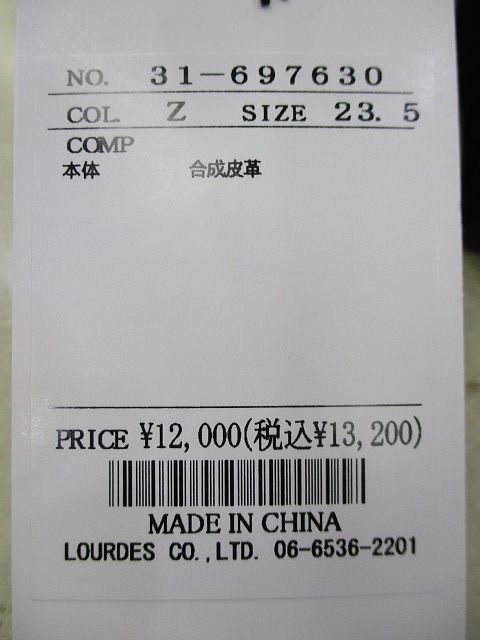 NO. 31-697630
COL Z SIZE 23.5
COMP
本体 合成皮革
PRICE ¥12,000(税込¥13,200)
MADE IN CHINA
LOURDES CO.,LTD. 06-6536-2201